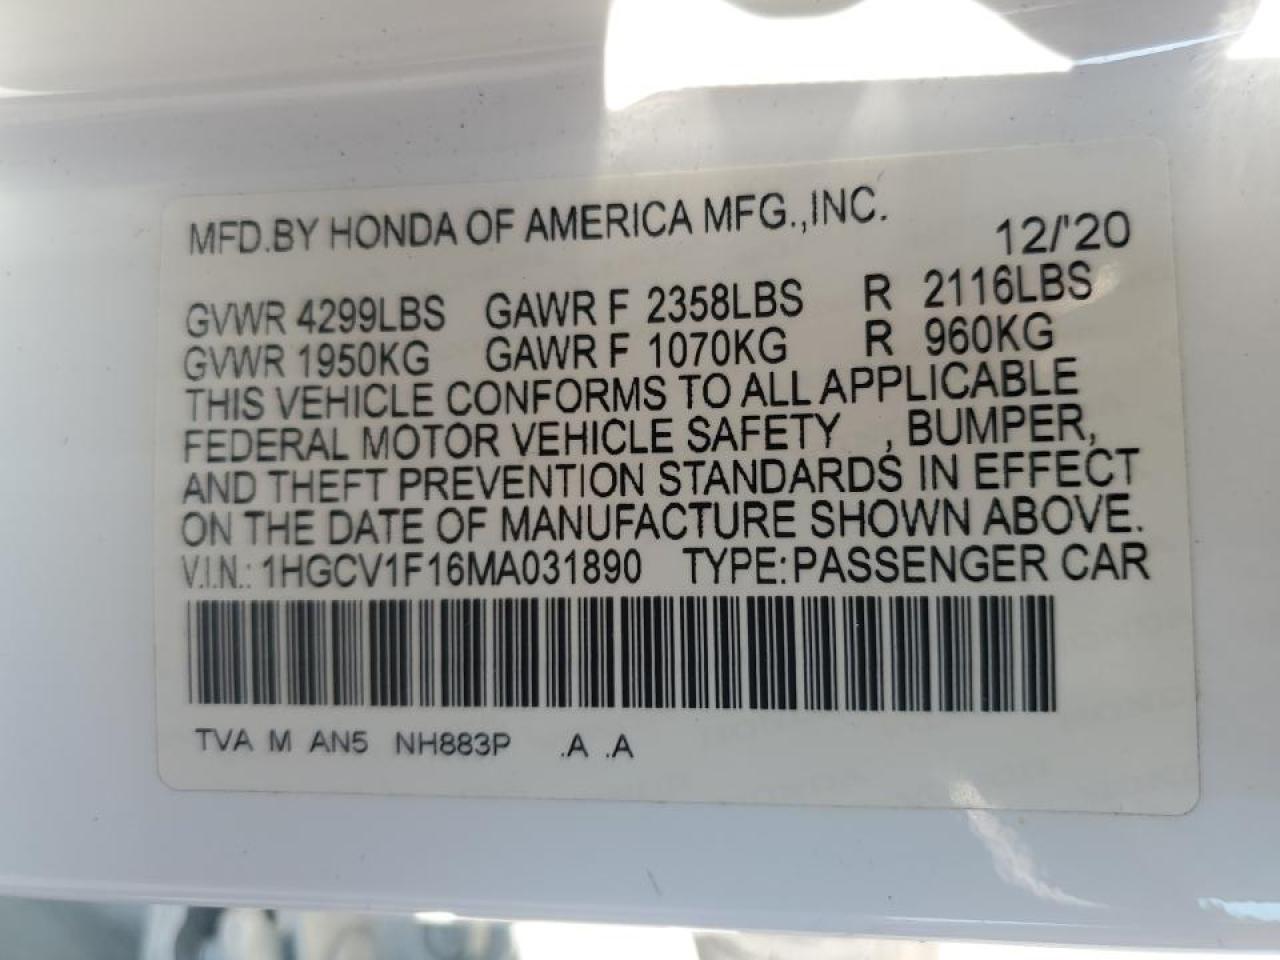 MFD.BY HONDA OF AMERICA MFG.,INC. 12/'20
GVWR 4299LBS GAWR F 2358LBS R 2116LBS
GVWR 1950KG GAWR F 1070KG R 960KG
THIS VEHICLE CONFORMS TO ALL APPLICABLE
FEDERAL MOTOR VEHICLE SAFETY , BUMPER,
AND THEFT PREVENTION STANDARDS IN EFFECT
ON THE DATE OF MANUFACTURE SHOWN ABOVE.
V.I.N.: 1HGCV1F16MA031890 TYPE:PASSENGER CAR
TVA M AN5 NH883P .A .A